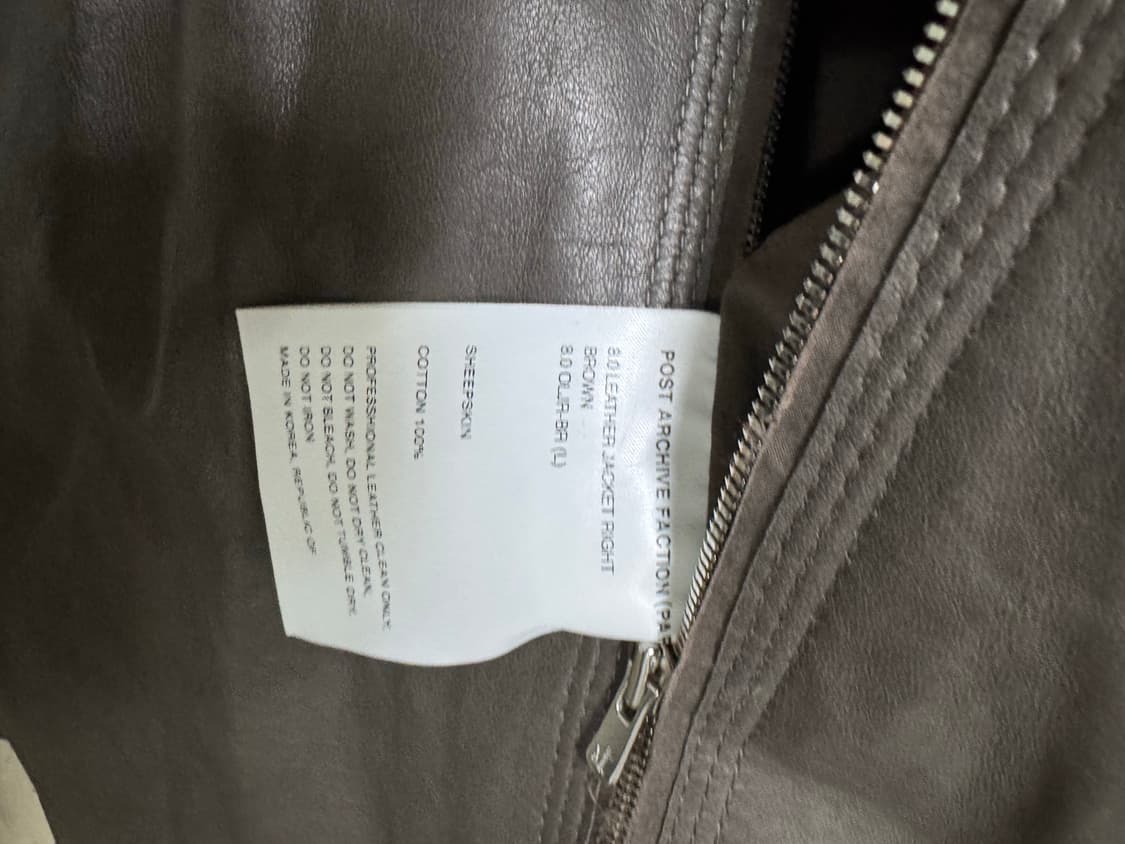 POST ARCHIVE FACTION (PA
8.0 LEATHER JACKET RIGHT
BROWN
8.0 OLJR-BR (L)
SHEEPSKIN
COTTON 100%
PROFESSHIONAL LEATHER CLEAN ONLY.
DO NOT WASH, DO NOT DRY CLEAN,
DO NOT BLEACH, DO NOT TUMBLE DRY,
DO NOT IRON
MADE IN KOREA, REPUBLIC OF